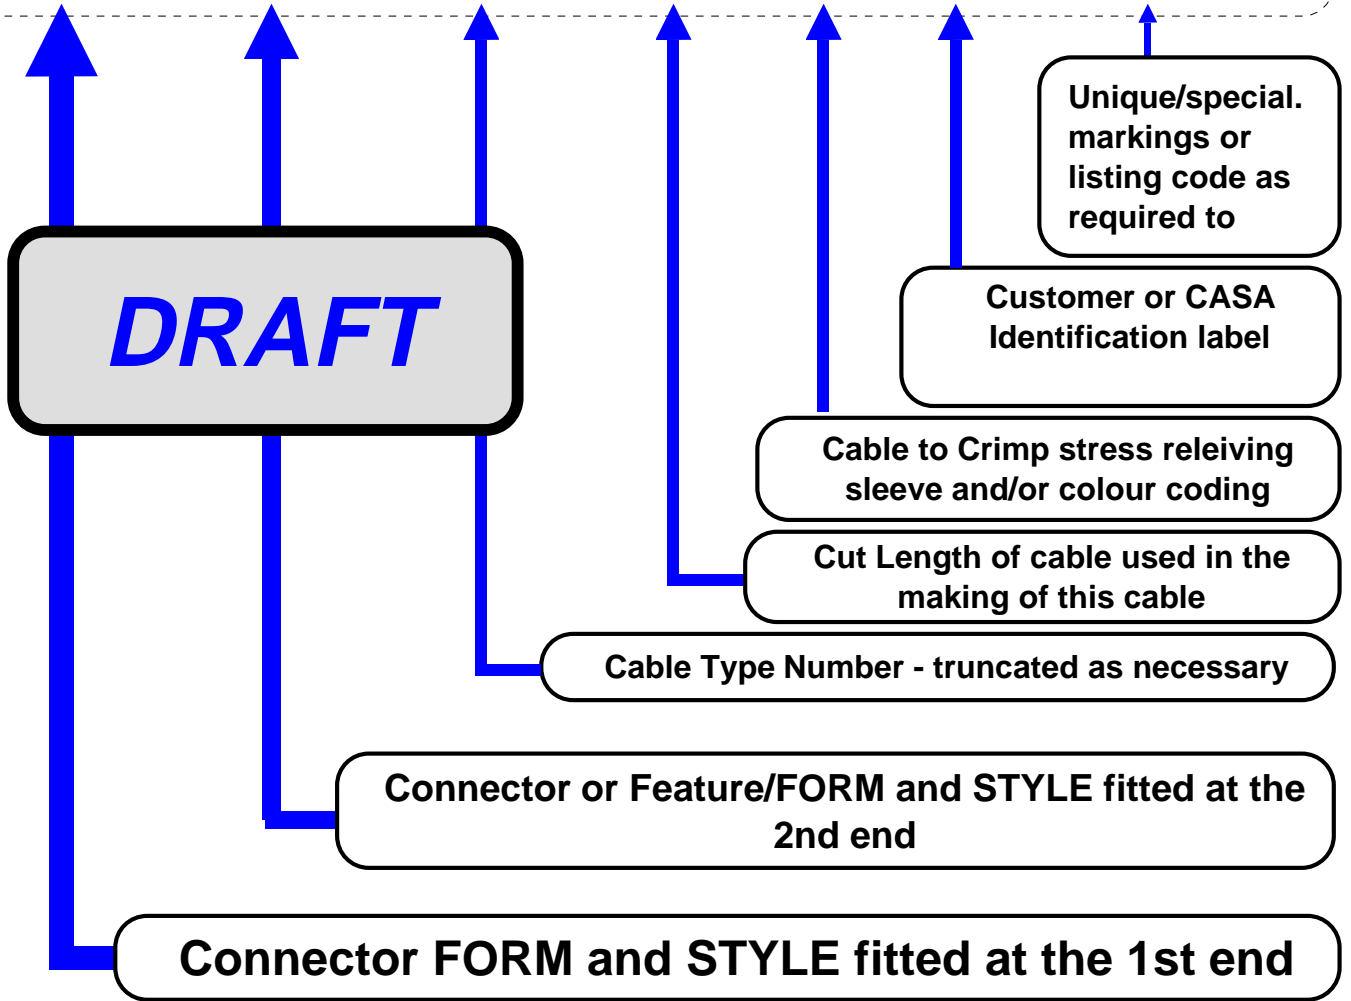 Unique/special.
markings or
listing code as
required to
Customer or CASA
Identification label
DRAFT
Cable to Crimp stress releiving
sleeve and/or colour coding
Cut Length of cable used in the
making of this cable
Cable Type Number - truncated as necessary
Connector or Feature/FORM and STYLE fitted at the
2nd end
Connector FORM and STYLE fitted at the 1st end